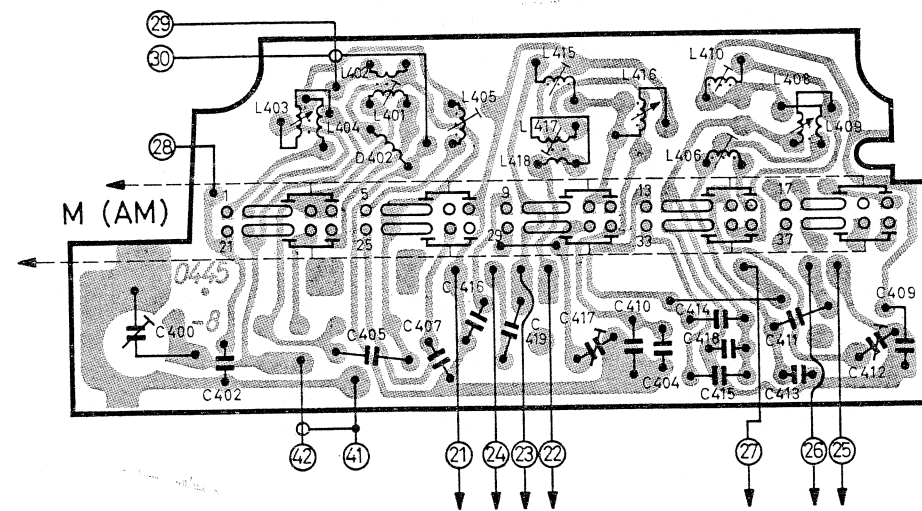 29
30
L402
L415
L410
L408
L403
L404
L401
L405
L416
L409
L417
L418
L406
D402
28
1
5
9
13
17
M (AM)
21
25
29
33
37
0445
-8
C400
C402
C405
C407
C416
C419
C417
C410
C404
C414
C418
C415
C411
C413
C409
C412
42
41
21
24
23
22
27
26
25